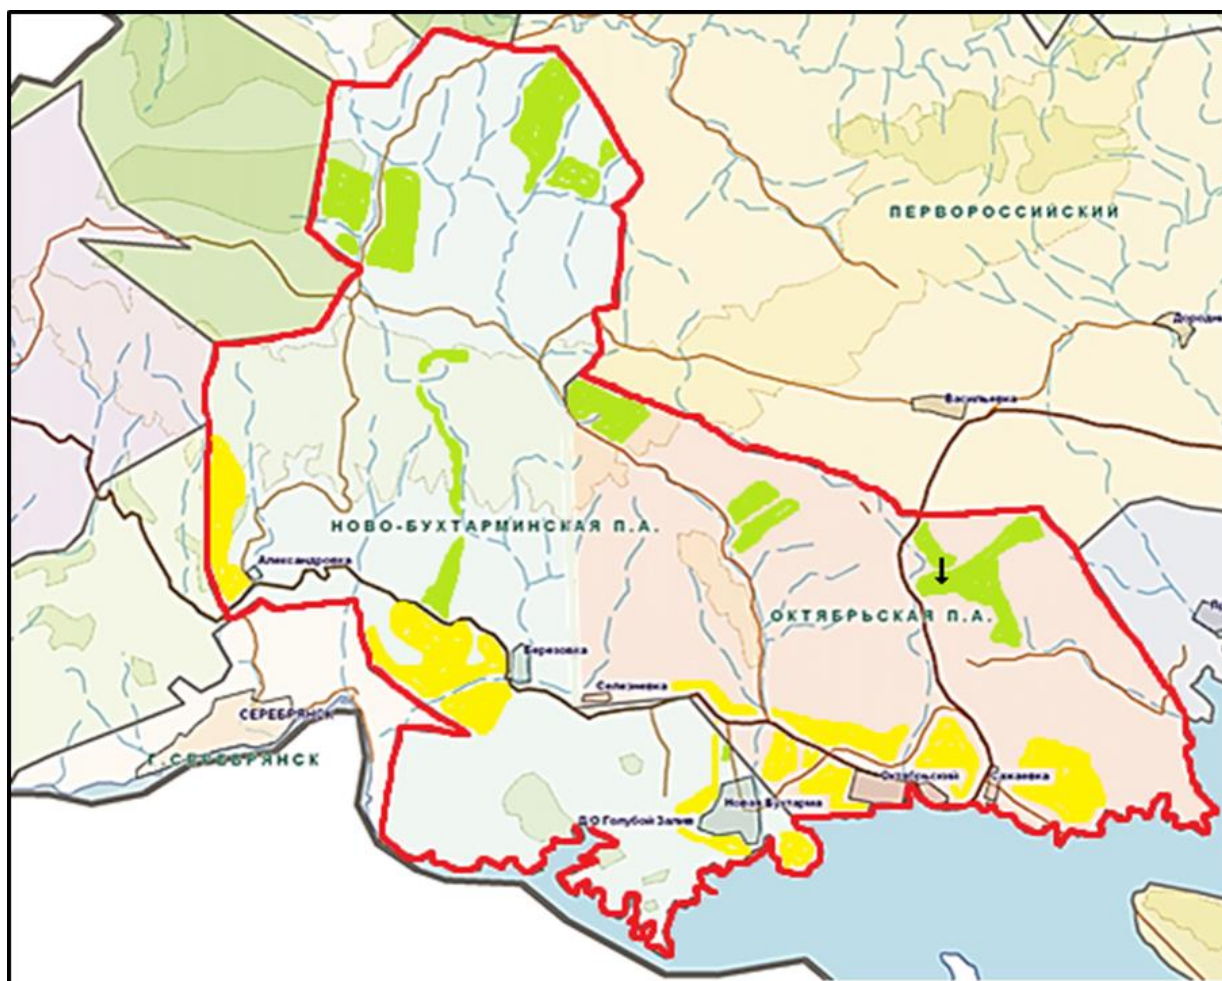 ПЕРВОРОССИЙСКИЙ
Васильевка
НОВО-БУХТАРМИНСКАЯ П.А.
Александровка
ОКТЯБРЬСКАЯ П.А.
Березовка
Селезневка
СЕРЕБРЯНСК
Г. СЕРЕБРЯНСК
Октябрьский
Сажаевка
Новая Бухтарма
Д/О Голубой Залив